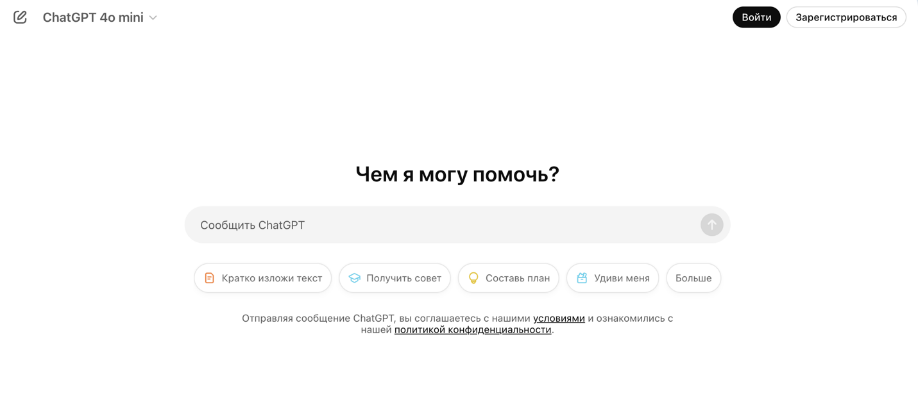 ChatGPT 4o mini
Войти
Зарегистрироваться
Чем я могу помочь?
Сообщить ChatGPT
Кратко изложи текст
Получить совет
Составь план
Удиви меня
Больше
Отправляя сообщение ChatGPT, вы соглашаетесь с нашими условиями и ознакомились с
нашей политикой конфиденциальности.